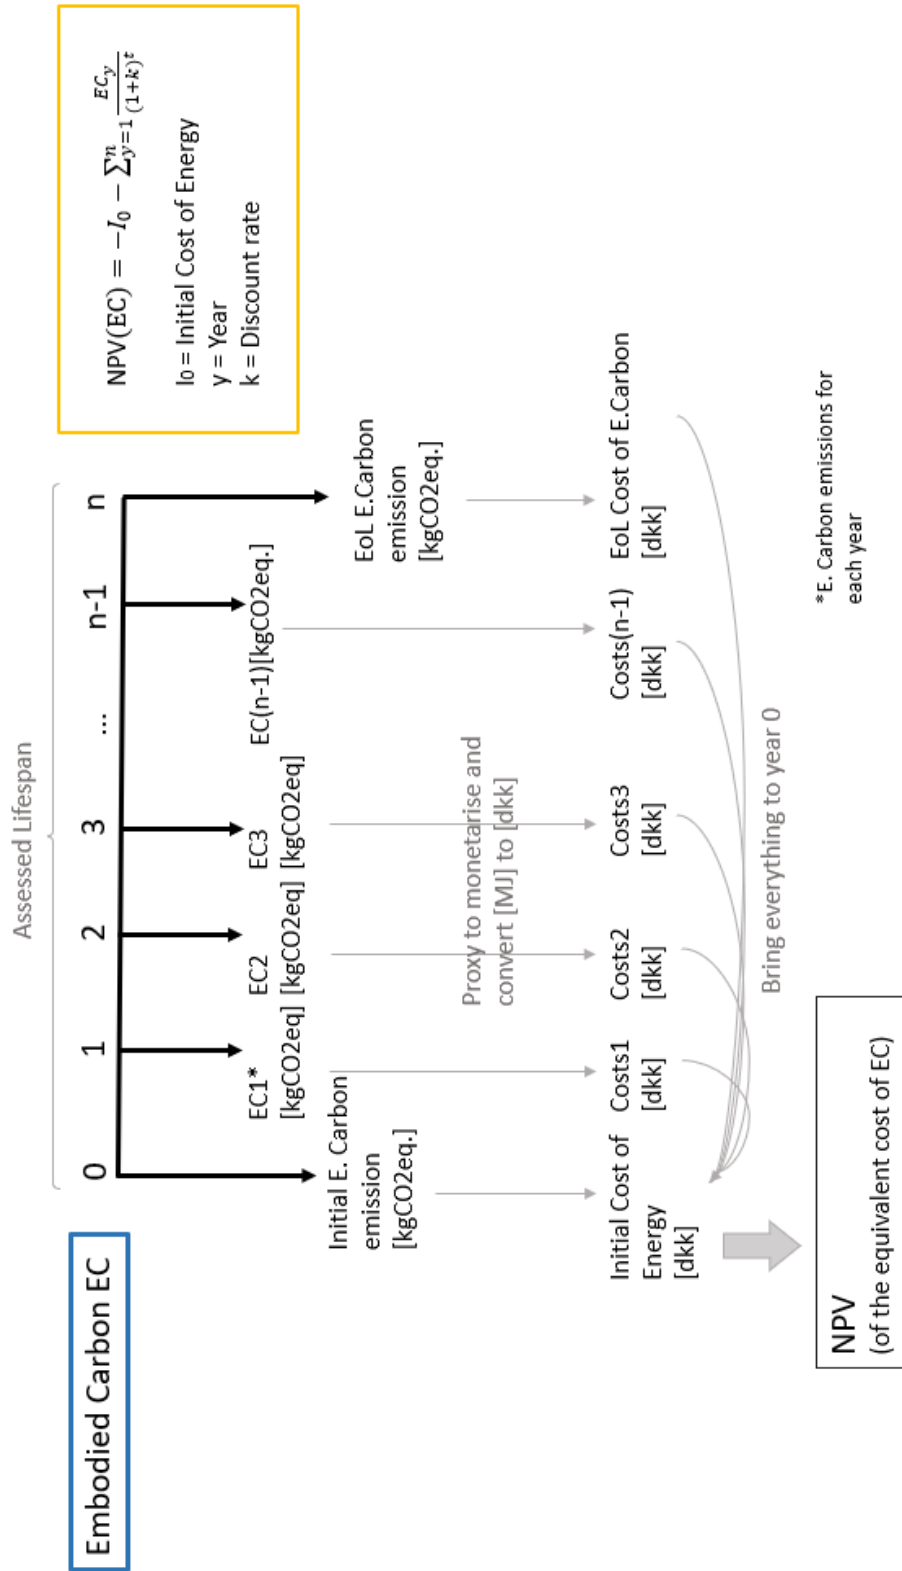 Embodied Carbon EC
Assessed Lifespan
0 1 2 3 ... n-1 n
NPV(EC) = −I₀ − ∑ⁿ_{y=1} EC_y/(1+k)^t
I₀ = Initial Cost of Energy
y = Year
k = Discount rate
Initial E. Carbon
emission
[kgCO2eq.]
EC1*
[kgCO2eq]
EC2
[kgCO2eq]
EC3
[kgCO2eq]
EC(n-1)[kgCO2eq.]
EoL E.Carbon
emission
[kgCO2eq.]
Proxy to monetarise and
convert [MJ] to [dkk]
Initial Cost of
Energy
[dkk]
Costs1
[dkk]
Costs2
[dkk]
Costs3
[dkk]
Costs(n-1)
[dkk]
EoL Cost of E.Carbon
[dkk]
Bring everything to year 0
NPV
(of the equivalent cost of EC)
*E. Carbon emissions for
each year